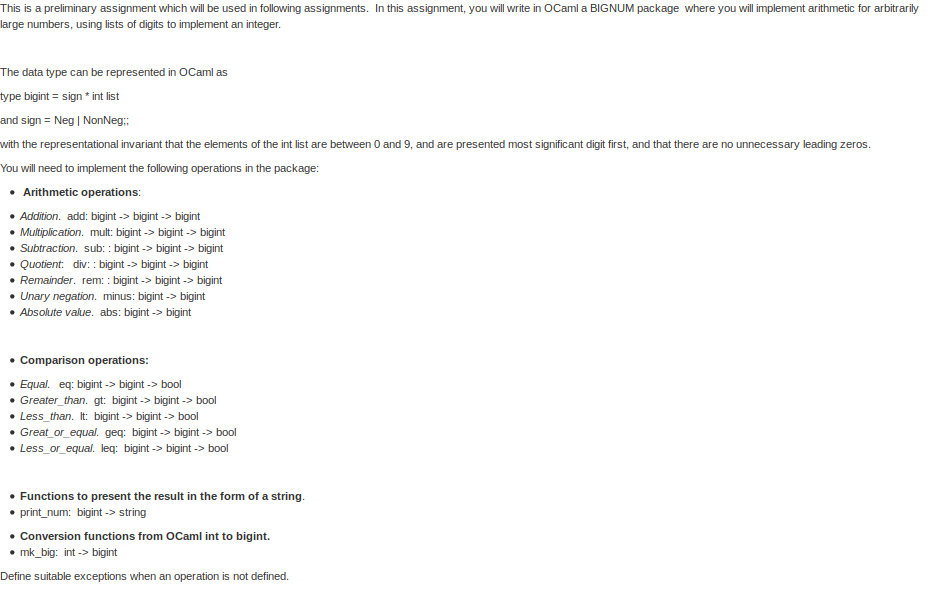 This is a preliminary assignment which will be used in following assignments.  In this assignment, you will write in OCaml a BIGNUM package  where you will implement arithmetic for arbitrarily
large numbers, using lists of digits to implement an integer.
The data type can be represented in OCaml as
type bigint = sign * int list
and sign = Neg | NonNeg;;
with the representational invariant that the elements of the int list are between 0 and 9, and are presented most significant digit first, and that there are no unnecessary leading zeros.
You will need to implement the following operations in the package:
• Arithmetic operations:
• Addition.  add: bigint -> bigint -> bigint
• Multiplication.  mult: bigint -> bigint -> bigint
• Subtraction.  sub: : bigint -> bigint -> bigint
• Quotient:   div: : bigint -> bigint -> bigint
• Remainder.  rem: : bigint -> bigint -> bigint
• Unary negation.  minus: bigint -> bigint
• Absolute value.  abs: bigint -> bigint
• Comparison operations:
• Equal.   eq: bigint -> bigint -> bool
• Greater_than.  gt:  bigint -> bigint -> bool
• Less_than.  lt:  bigint -> bigint -> bool
• Great_or_equal.  geq:  bigint -> bigint -> bool
• Less_or_equal.  leq:  bigint -> bigint -> bool
• Functions to present the result in the form of a string.
• print_num:  bigint -> string
• Conversion functions from OCaml int to bigint.
• mk_big:  int -> bigint
Define suitable exceptions when an operation is not defined.